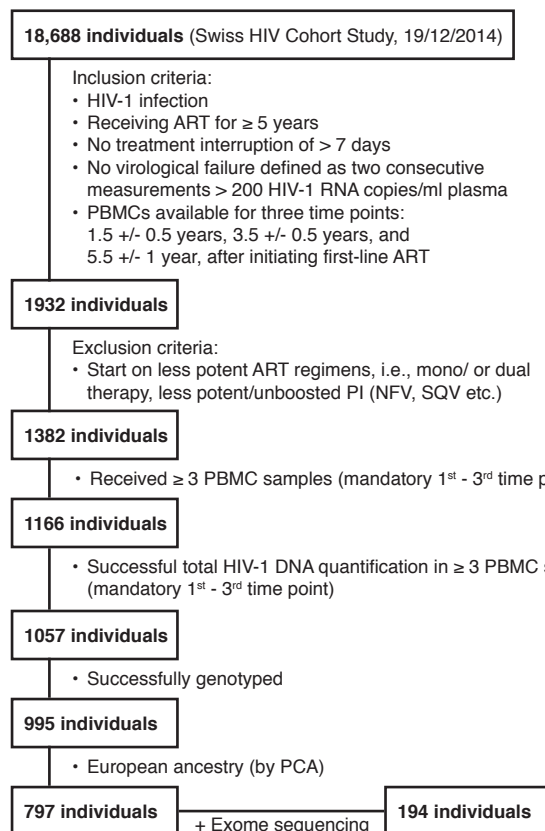 18,688 individuals (Swiss HIV Cohort Study, 19/12/2014)
Inclusion criteria:
• HIV-1 infection
• Receiving ART for ≥ 5 years
• No treatment interruption of > 7 days
• No virological failure defined as two consecutive
measurements > 200 HIV-1 RNA copies/ml plasma
• PBMCs available for three time points:
1.5 +/- 0.5 years, 3.5 +/- 0.5 years, and
5.5 +/- 1 year, after initiating first-line ART
1932 individuals
Exclusion criteria:
• Start on less potent ART regimens, i.e., mono/ or dual
therapy, less potent/unboosted PI (NFV, SQV etc.)
1382 individuals
• Received ≥ 3 PBMC samples (mandatory 1st - 3rd time
1166 individuals
• Successful total HIV-1 DNA quantification in ≥ 3 PBMC
(mandatory 1st - 3rd time point)
1057 individuals
• Successfully genotyped
995 individuals
• European ancestry (by PCA)
797 individuals
+ Exome sequencing
194 individuals